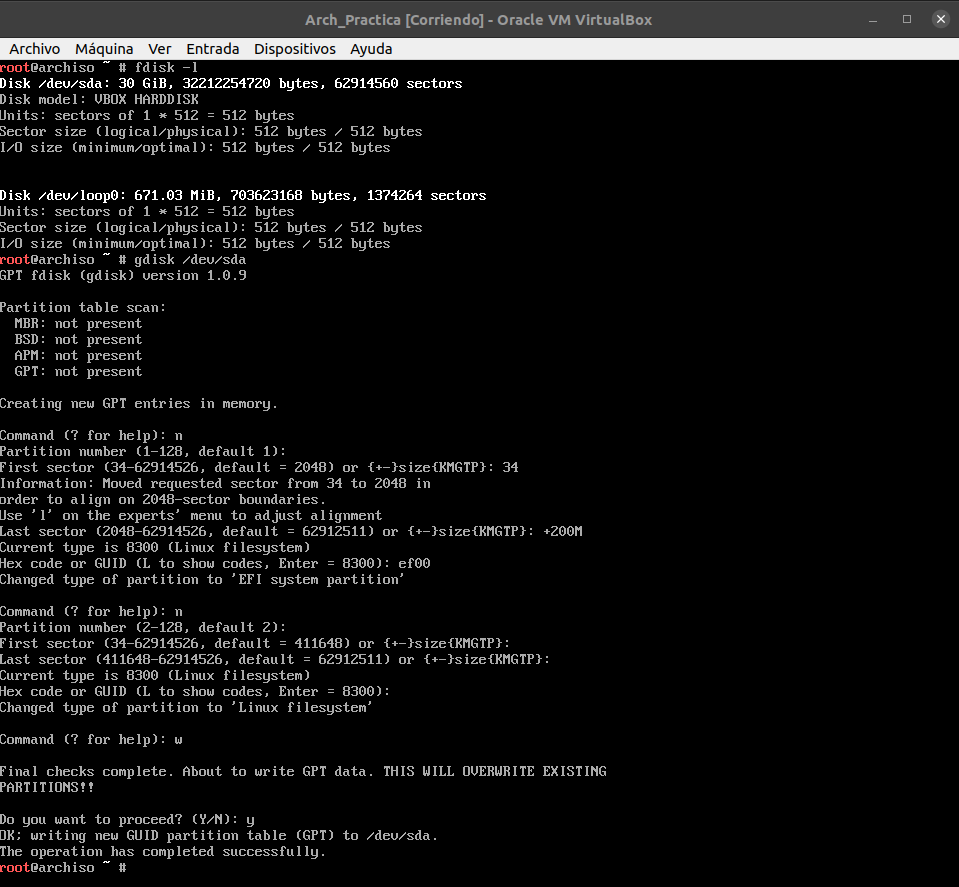 Arch_Practica [Corriendo] - Oracle VM VirtualBox
Archivo Máquina Ver Entrada Dispositivos Ayuda
root@archiso ~ # fdisk -l
Disk /dev/sda: 30 GiB, 32212254720 bytes, 62914560 sectors
Disk model: VBOX HARDDISK
Units: sectors of 1 * 512 = 512 bytes
Sector size (logical/physical): 512 bytes / 512 bytes
I/O size (minimum/optimal): 512 bytes / 512 bytes
Disk /dev/loop0: 671.03 MiB, 703623168 bytes, 1374264 sectors
Units: sectors of 1 * 512 = 512 bytes
Sector size (logical/physical): 512 bytes / 512 bytes
I/O size (minimum/optimal): 512 bytes / 512 bytes
root@archiso ~ # gdisk /dev/sda
GPT fdisk (gdisk) version 1.0.9
Partition table scan:
MBR: not present
BSD: not present
APM: not present
GPT: not present
Creating new GPT entries in memory.
Command (? for help): n
Partition number (1-128, default 1):
First sector (34-62914526, default = 2048) or {+-}size{KMGTP}: 34
Information: Moved requested sector from 34 to 2048 in
order to align on 2048-sector boundaries.
Use 'l' on the experts' menu to adjust alignment
Last sector (2048-62914526, default = 62912511) or {+-}size{KMGTP}: +200M
Current type is 8300 (Linux filesystem)
Hex code or GUID (L to show codes, Enter = 8300): ef00
Changed type of partition to 'EFI system partition'
Command (? for help): n
Partition number (2-128, default 2):
First sector (34-62914526, default = 411648) or {+-}size{KMGTP}:
Last sector (411648-62914526, default = 62912511) or {+-}size{KMGTP}:
Current type is 8300 (Linux filesystem)
Hex code or GUID (L to show codes, Enter = 8300):
Changed type of partition to 'Linux filesystem'
Command (? for help): w
Final checks complete. About to write GPT data. THIS WILL OVERWRITE EXISTING
PARTITIONS!!
Do you want to proceed? (Y/N): y
OK; writing new GUID partition table (GPT) to /dev/sda.
The operation has completed successfully.
root@archiso ~ #